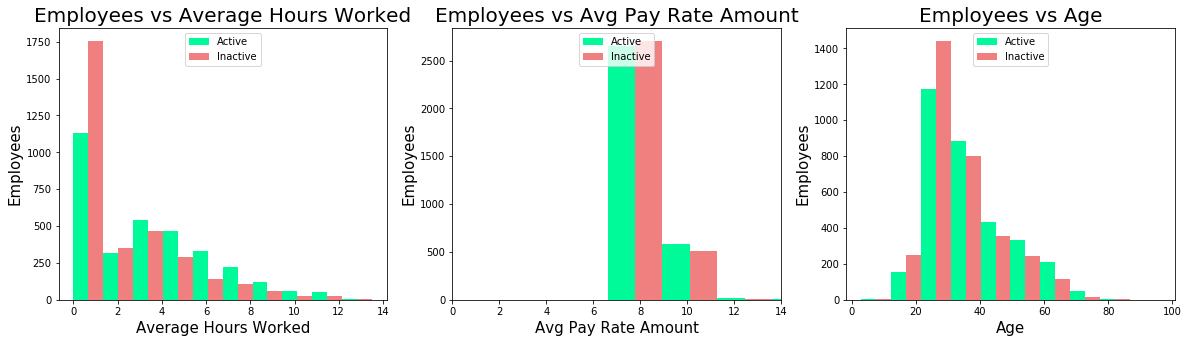 Employees vs Average Hours Worked
Employees
1750
1500
1250
1000
750
500
250
0
Active
Inactive
0 2 4 6 8 10 12 14
Average Hours Worked
Employees vs Avg Pay Rate Amount
Employees
2500
2000
1500
1000
500
0
Active
Inactive
0 2 4 6 8 10 12 14
Avg Pay Rate Amount
Employees vs Age
Employees
1400
1200
1000
800
600
400
200
0
Active
Inactive
0 20 40 60 80 100
Age